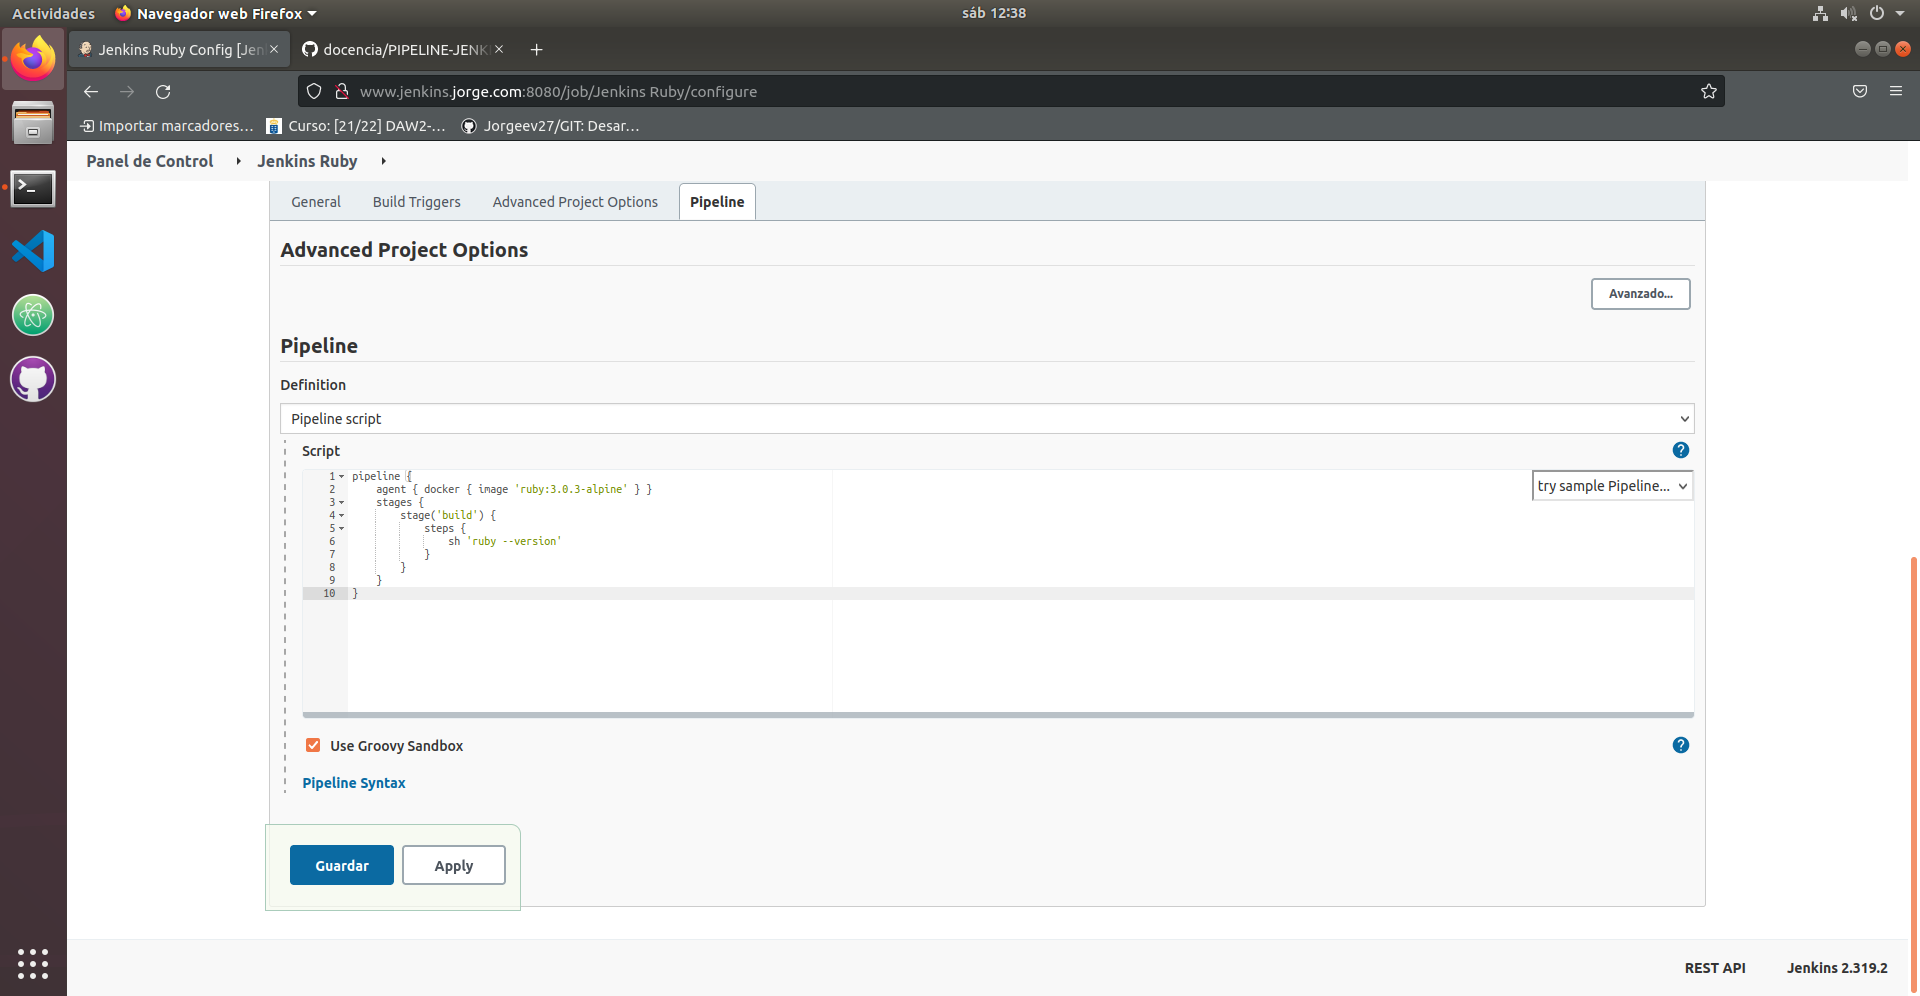 Actividades Navegador web Firefox sáb 12:38
Jenkins Ruby Config [Jen docencia/PIPELINE-JENK
www.jenkins.jorge.com:8080/job/Jenkins Ruby/configure
Importar marcadores... Curso: [21/22] DAW2-... Jorgeev27/GIT: Desar...
Panel de Control Jenkins Ruby
General Build Triggers Advanced Project Options Pipeline
Advanced Project Options
Avanzado...
Pipeline
Definition
Pipeline script
Script
try sample Pipeline...
1 pipeline {
2 agent { docker { image 'ruby:3.0.3-alpine' } }
3 stages {
4 stage('build') {
5 steps {
6 sh 'ruby --version'
7 }
8 }
9 }
10 }
Use Groovy Sandbox
Pipeline Syntax
Guardar Apply
REST API Jenkins 2.319.2